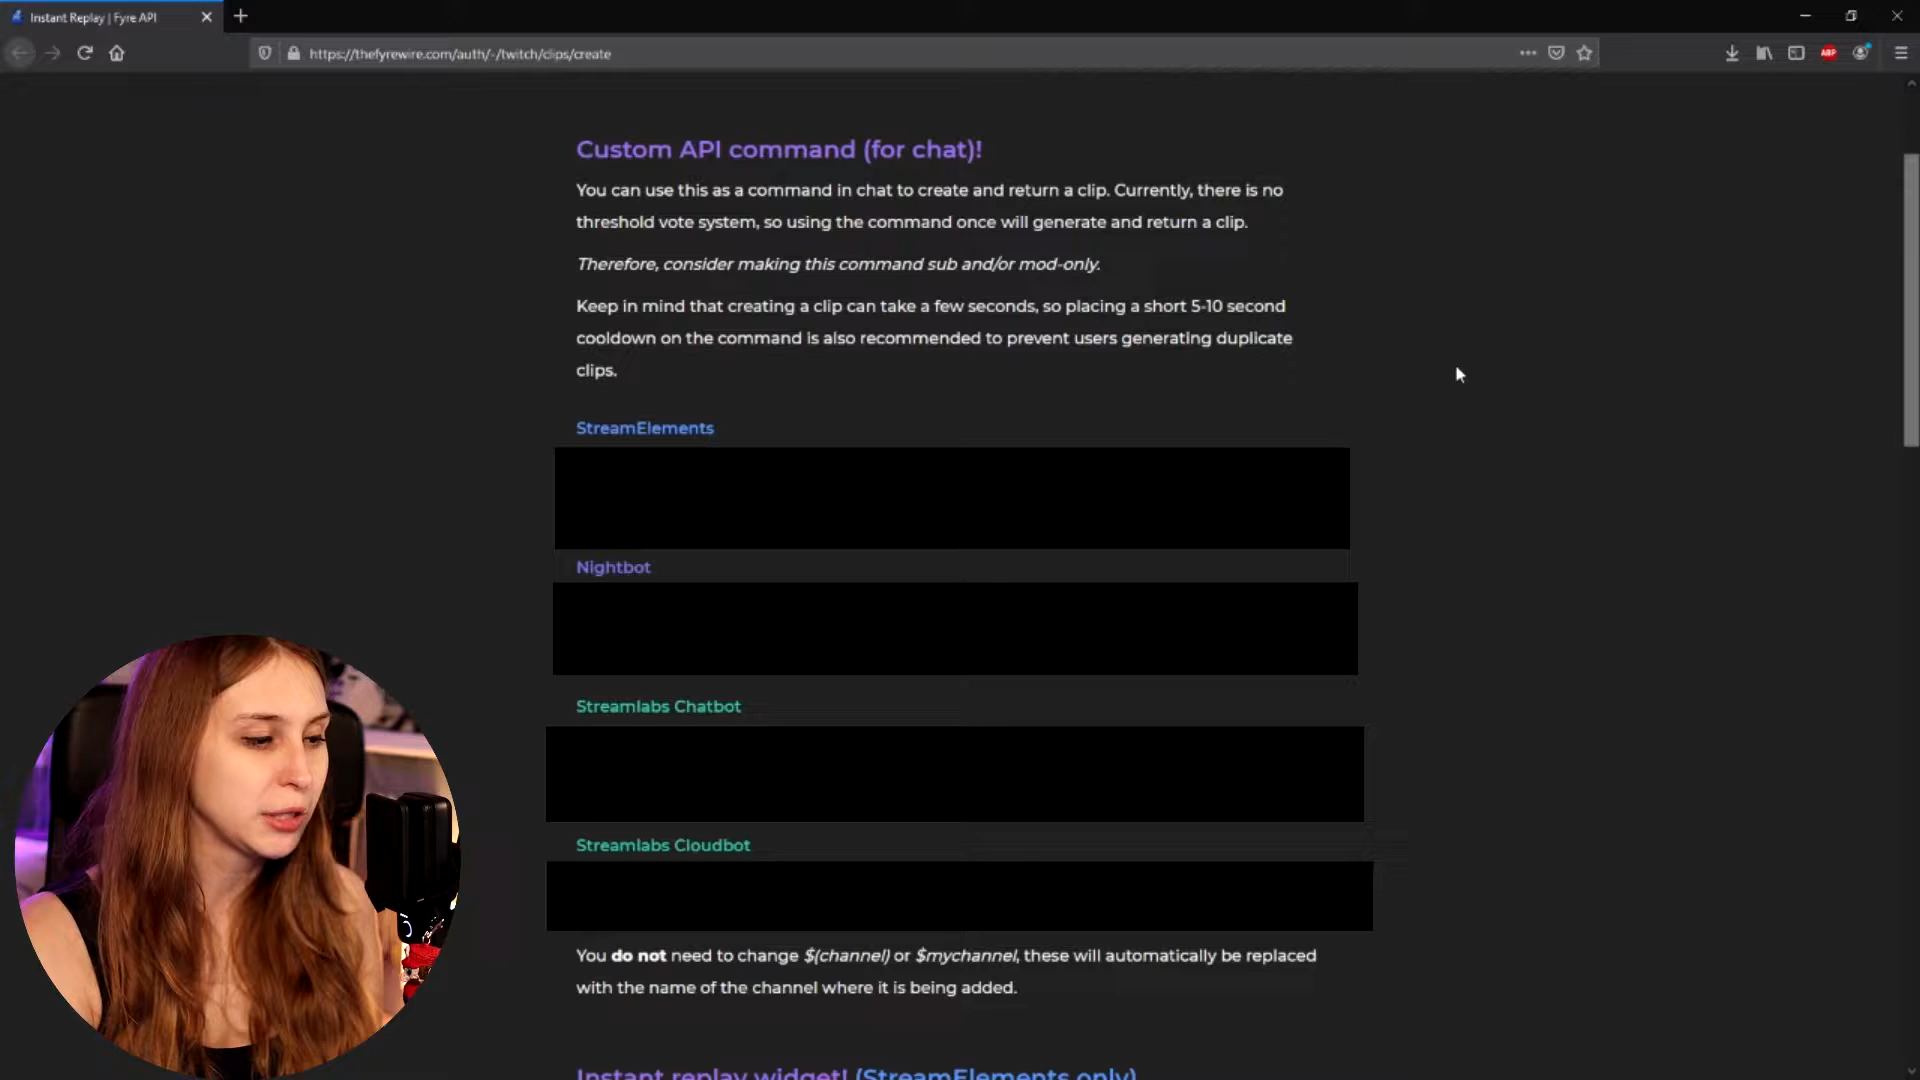 Instant Replay | Fyre API
https://thefyrewire.com/auth/-/twitch/clips/create
ABP
Custom API command (for chat)!
You can use this as a command in chat to create and return a clip. Currently, there is no
threshold vote system, so using the command once will generate and return a clip.
Therefore, consider making this command sub and/or mod-only.
Keep in mind that creating a clip can take a few seconds, so placing a short 5-10 second
cooldown on the command is also recommended to prevent users generating duplicate
clips.
StreamElements
Nightbot
Streamlabs Chatbot
Streamlabs Cloudbot
You do not need to change $(channel) or $mychannel, these will automatically be replaced
with the name of the channel where it is being added.
Instant replay widget! (StreamElements only)